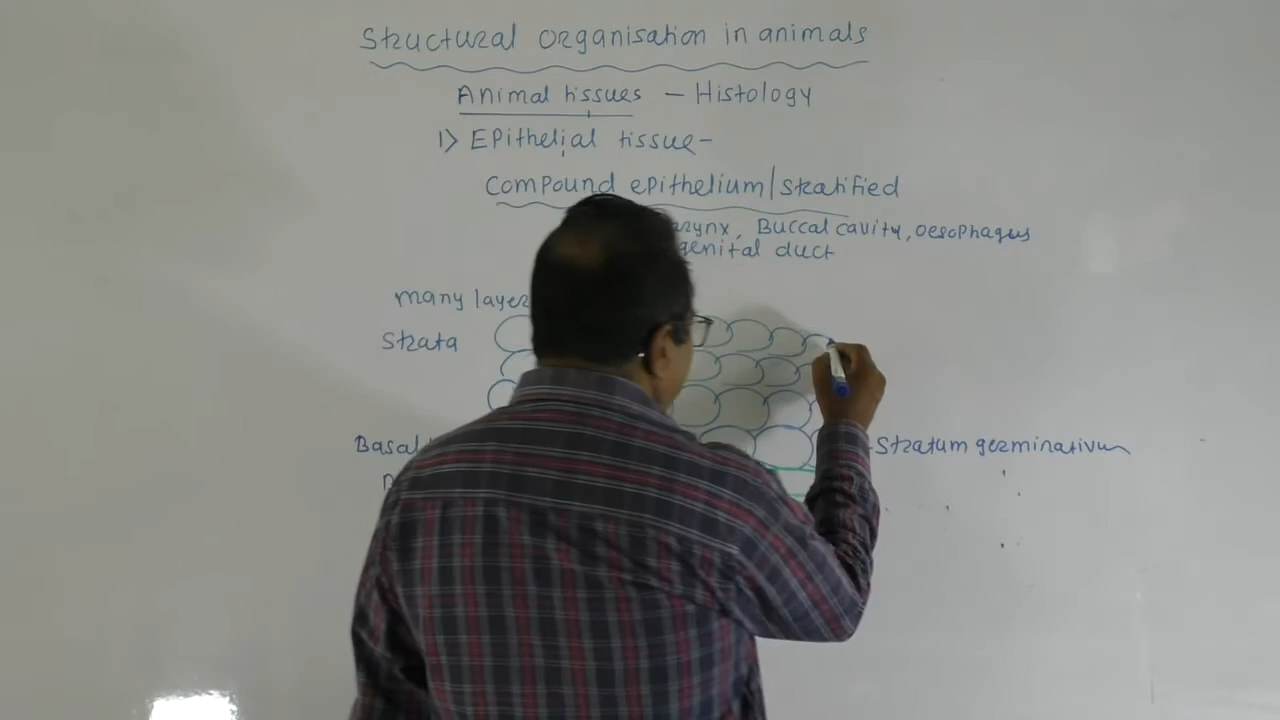 Structural organisation in animals
Animal tissues - Histology
1) Epithelial tissue-
Compound epithelium/stratified
Buccal cavity, oesophagus
genital duct
many layer
Strata
Basal
Stratum germinativum